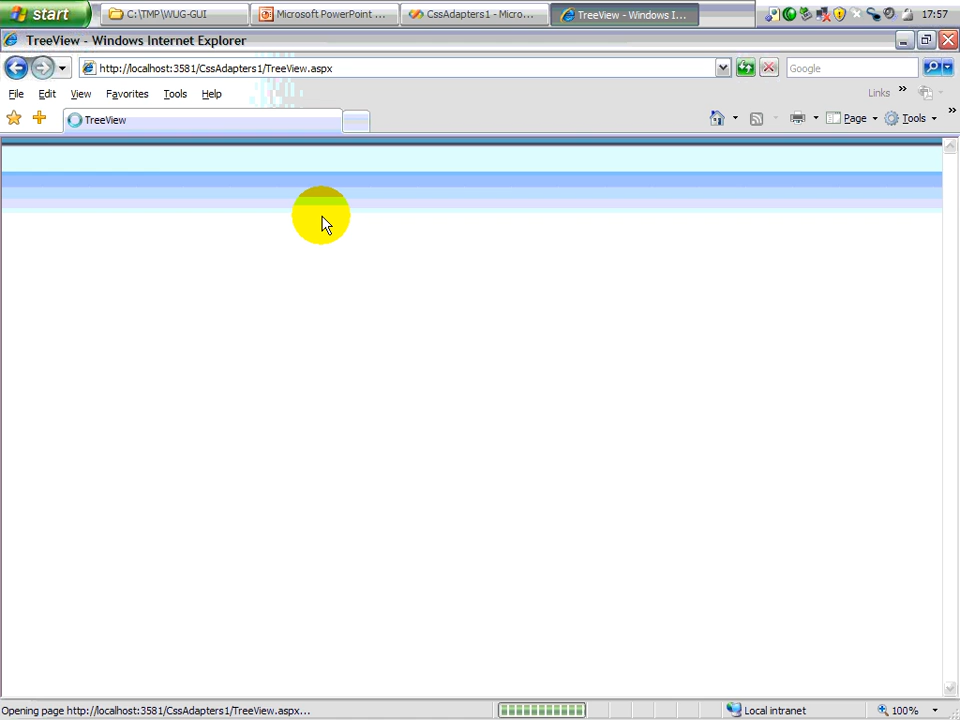 start
C:\TMP\WUG-GUI
Microsoft PowerPoint ...
CssAdapters1 - Micro...
TreeView - Windows I...
17:57
TreeView - Windows Internet Explorer
http://localhost:3581/CssAdapters1/TreeView.aspx
Google
File Edit View Favorites Tools Help
Links »
TreeView
Page
Tools
»
Opening page http://localhost:3581/CssAdapters1/TreeView.aspx...
Local intranet
100%